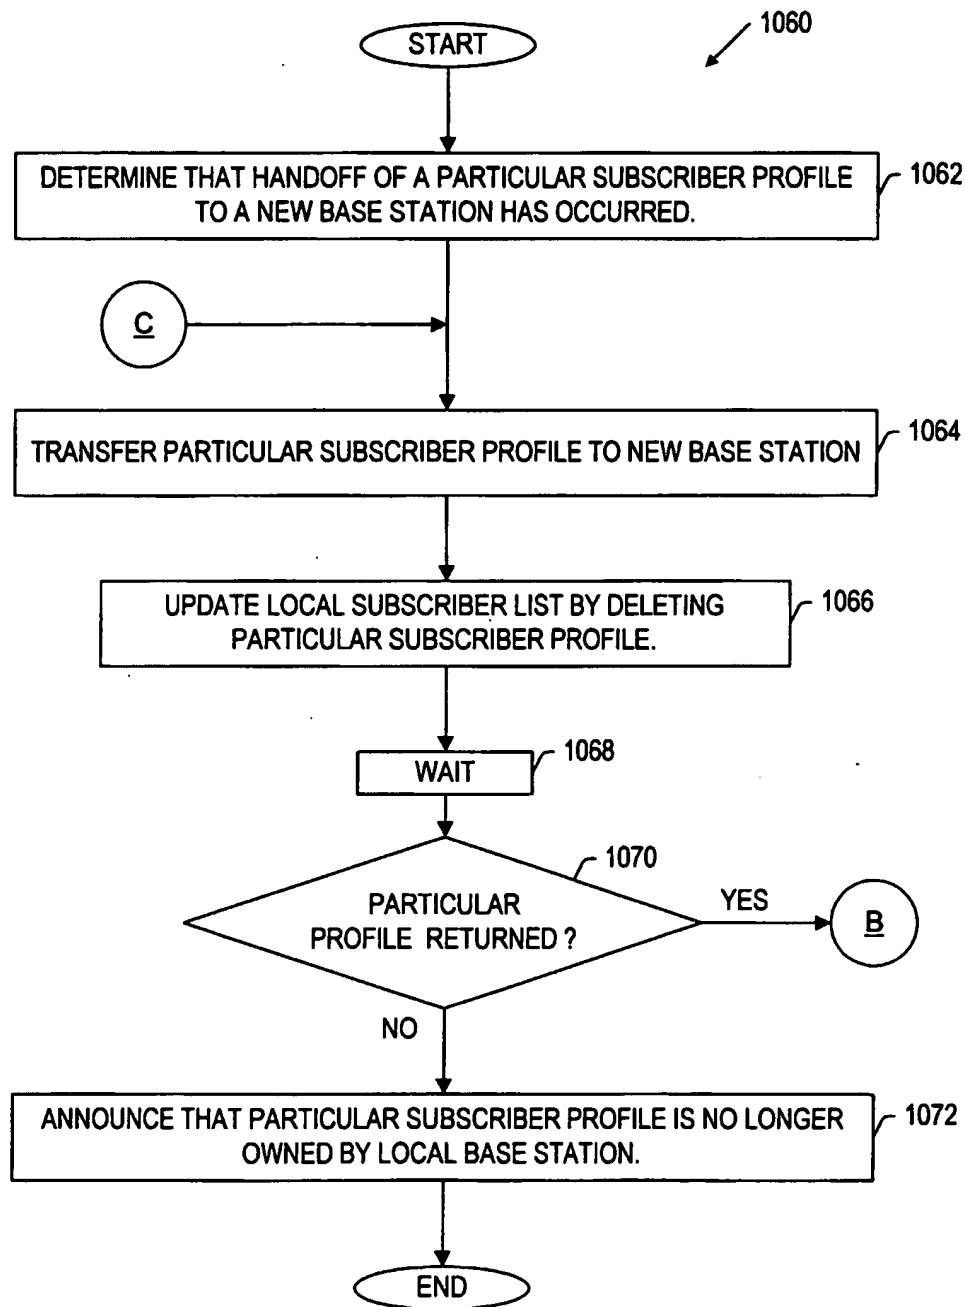 START
1060
DETERMINE THAT HANDOFF OF A PARTICULAR SUBSCRIBER PROFILE
TO A NEW BASE STATION HAS OCCURRED.
1062
C
TRANSFER PARTICULAR SUBSCRIBER PROFILE TO NEW BASE STATION
1064
UPDATE LOCAL SUBSCRIBER LIST BY DELETING
PARTICULAR SUBSCRIBER PROFILE.
1066
WAIT
1068
PARTICULAR
PROFILE RETURNED ?
1070
YES
B
NO
ANNOUNCE THAT PARTICULAR SUBSCRIBER PROFILE IS NO LONGER
OWNED BY LOCAL BASE STATION.
1072
END